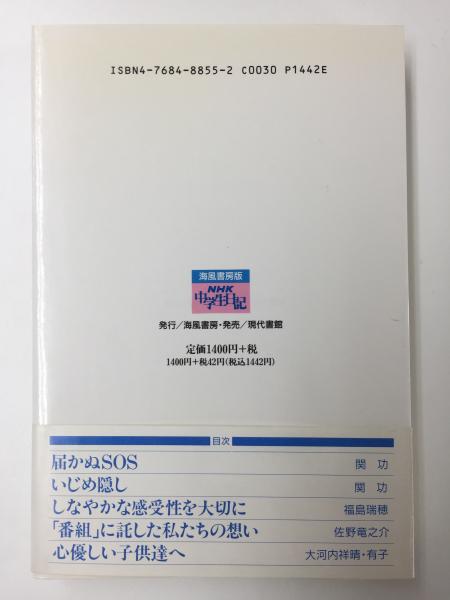 ISBN4-7684-8855-2 C0030 P1442E
海風書房版
NHK
中学生日記
発行／海風書房・発売／現代書館
定価1400円＋税
1400円＋税42円(税込1442円)
目次
届かぬSOS 関 功
いじめ隠し 関 功
しなやかな感受性を大切に 福島瑞穂
「番組」に託した私たちの想い 佐野竜之介
心優しい子供達へ 大河内祥晴・有子